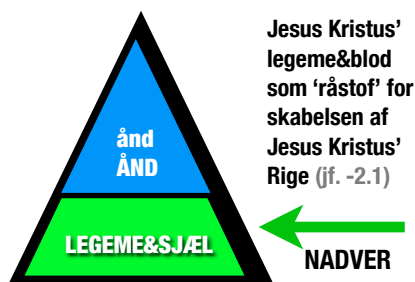 Jesus Kristus’
legeme&blod
som ‘råstof’ for
skabelsen af
Jesus Kristus’
Rige (jf. -2.1)
ånd
ÅND
LEGEME&SJÆL
NADVER